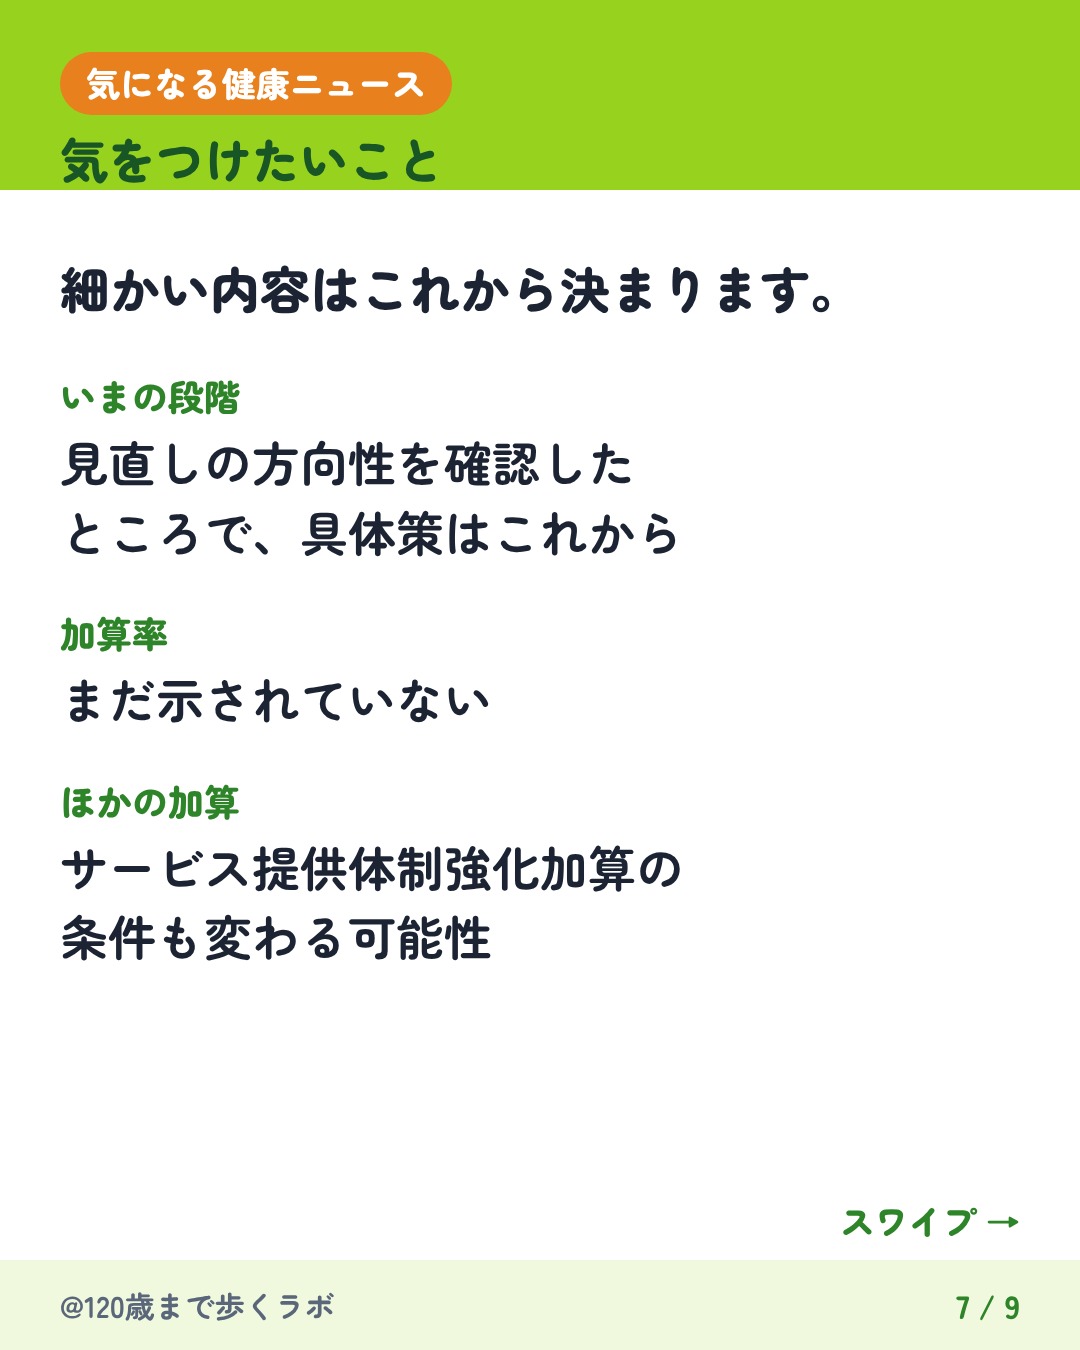 気になる健康ニュース
気をつけたいこと
細かい内容はこれから決まります。
いまの段階
見直しの方向性を確認した
ところで、具体策はこれから
加算率
まだ示されていない
ほかの加算
サービス提供体制強化加算の
条件も変わる可能性
スワイプ →
@120歳まで歩くラボ
7 / 9